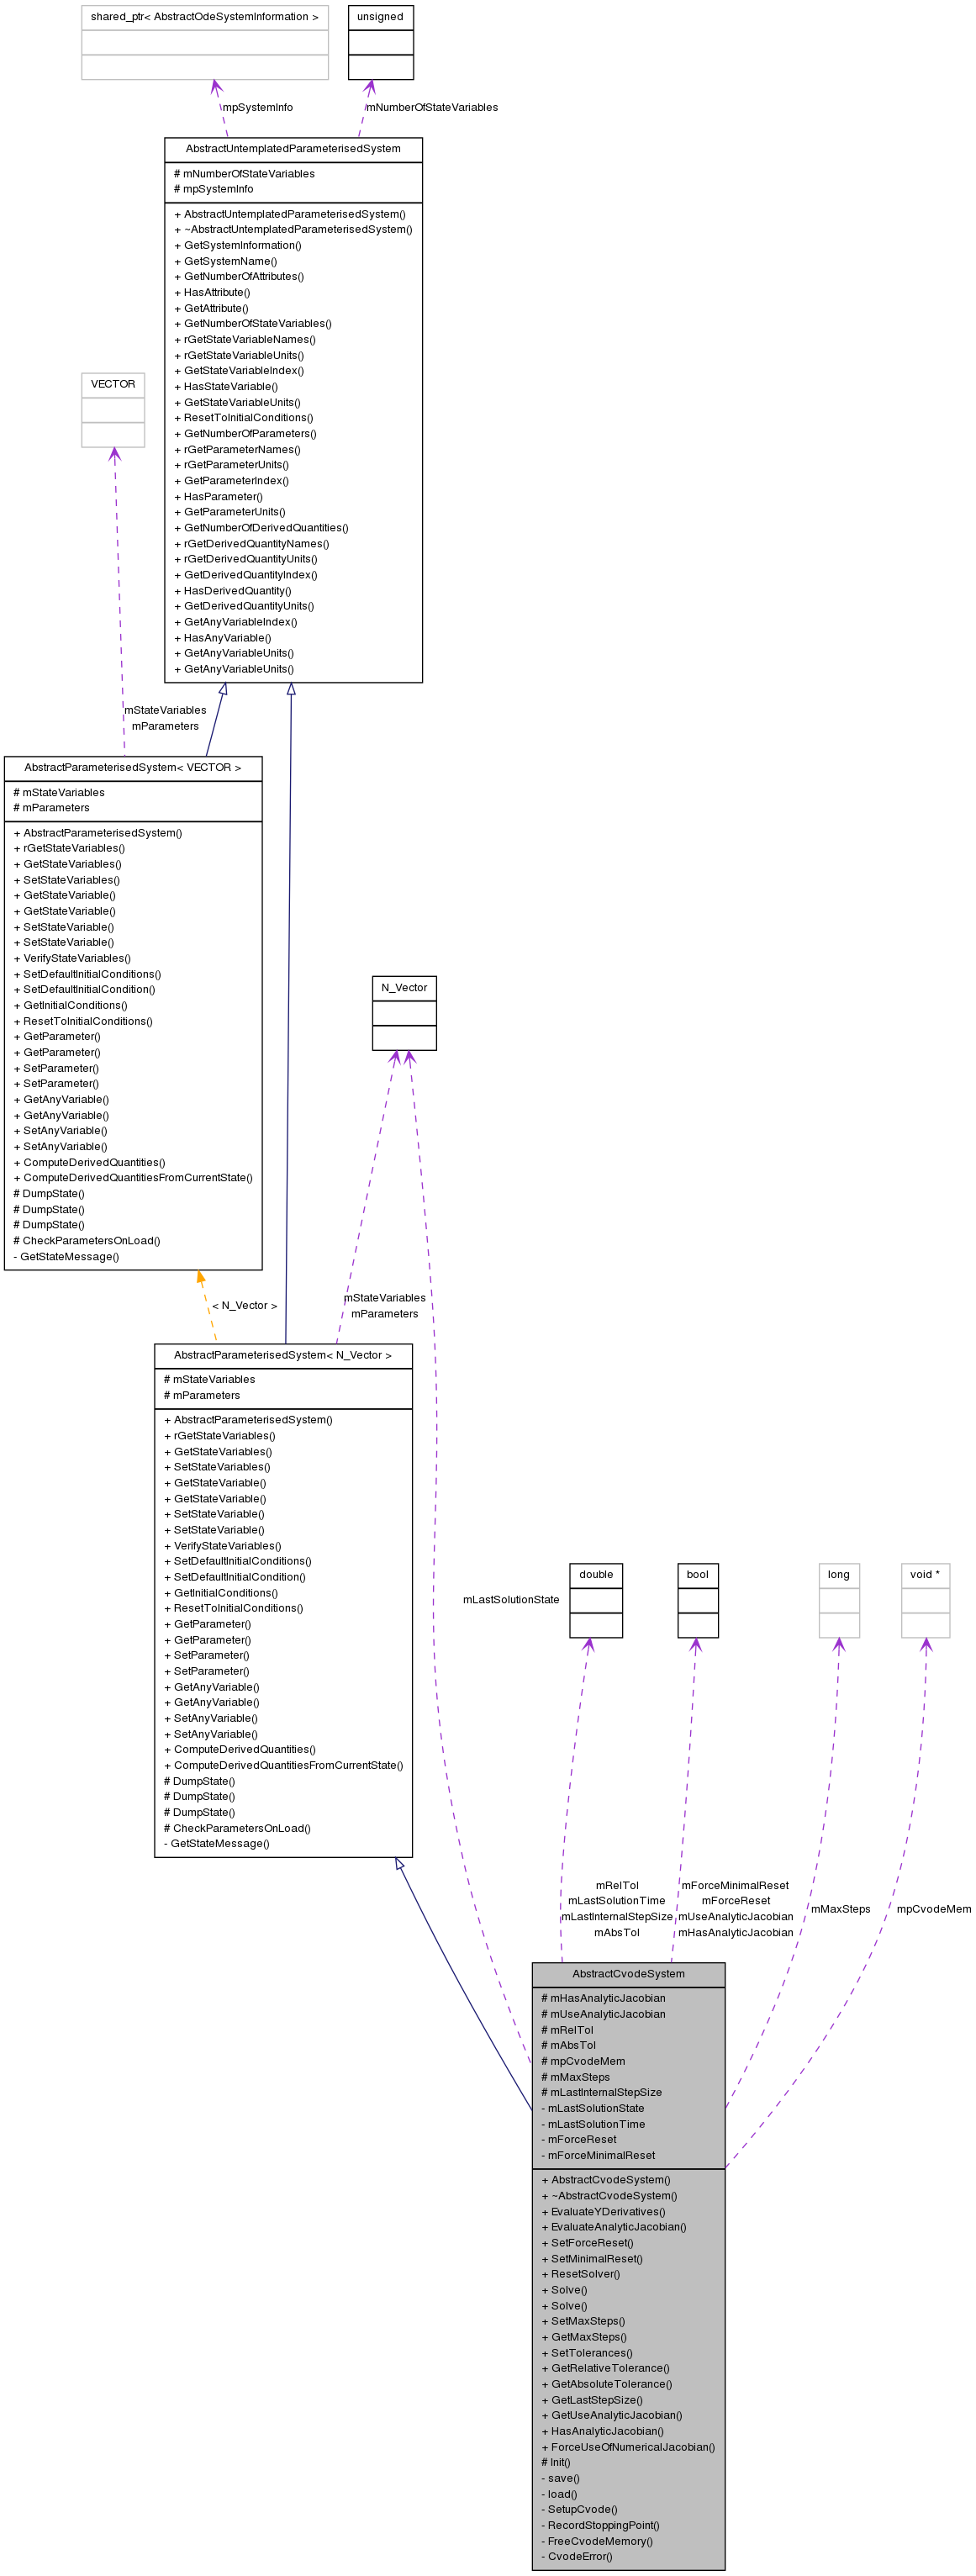 shared_ptr< AbstractOdeSystemInformation >
unsigned
mpSystemInfo
mNumberOfStateVariables
AbstractUntemplatedParameterisedSystem
# mNumberOfStateVariables
# mpSystemInfo
+ AbstractUntemplatedParameterisedSystem()
+ ~AbstractUntemplatedParameterisedSystem()
+ GetSystemInformation()
+ GetSystemName()
+ GetNumberOfAttributes()
+ HasAttribute()
+ GetAttribute()
+ GetNumberOfStateVariables()
+ rGetStateVariableNames()
+ rGetStateVariableUnits()
+ GetStateVariableIndex()
+ HasStateVariable()
+ GetStateVariableUnits()
+ ResetToInitialConditions()
+ GetNumberOfParameters()
+ rGetParameterNames()
+ rGetParameterUnits()
+ GetParameterIndex()
+ HasParameter()
+ GetParameterUnits()
+ GetNumberOfDerivedQuantities()
+ rGetDerivedQuantityNames()
+ rGetDerivedQuantityUnits()
+ GetDerivedQuantityIndex()
+ HasDerivedQuantity()
+ GetDerivedQuantityUnits()
+ GetAnyVariableIndex()
+ HasAnyVariable()
+ GetAnyVariableUnits()
+ GetAnyVariableUnits()
VECTOR
mStateVariables
mParameters
AbstractParameterisedSystem< VECTOR >
# mStateVariables
# mParameters
+ AbstractParameterisedSystem()
+ rGetStateVariables()
+ GetStateVariables()
+ SetStateVariables()
+ GetStateVariable()
+ GetStateVariable()
+ SetStateVariable()
+ SetStateVariable()
+ VerifyStateVariables()
+ SetDefaultInitialConditions()
+ SetDefaultInitialCondition()
+ GetInitialConditions()
+ ResetToInitialConditions()
+ GetParameter()
+ GetParameter()
+ SetParameter()
+ SetParameter()
+ GetAnyVariable()
+ GetAnyVariable()
+ SetAnyVariable()
+ SetAnyVariable()
+ ComputeDerivedQuantities()
+ ComputeDerivedQuantitiesFromCurrentState()
# DumpState()
# DumpState()
# DumpState()
# CheckParametersOnLoad()
- GetStateMessage()
N_Vector
< N_Vector >
mStateVariables
mParameters
AbstractParameterisedSystem< N_Vector >
# mStateVariables
# mParameters
+ AbstractParameterisedSystem()
+ rGetStateVariables()
+ GetStateVariables()
+ SetStateVariables()
+ GetStateVariable()
+ GetStateVariable()
+ SetStateVariable()
+ SetStateVariable()
+ VerifyStateVariables()
+ SetDefaultInitialConditions()
+ SetDefaultInitialCondition()
+ GetInitialConditions()
+ ResetToInitialConditions()
+ GetParameter()
+ GetParameter()
+ SetParameter()
+ SetParameter()
+ GetAnyVariable()
+ GetAnyVariable()
+ SetAnyVariable()
+ SetAnyVariable()
+ ComputeDerivedQuantities()
+ ComputeDerivedQuantitiesFromCurrentState()
# DumpState()
# DumpState()
# DumpState()
# CheckParametersOnLoad()
- GetStateMessage()
mLastSolutionState
double
bool
long
void *
mRelTol
mLastSolutionTime
mLastInternalStepSize
mAbsTol
mForceMinimalReset
mForceReset
mUseAnalyticJacobian
mHasAnalyticJacobian
mMaxSteps
mpCvodeMem
AbstractCvodeSystem
# mHasAnalyticJacobian
# mUseAnalyticJacobian
# mRelTol
# mAbsTol
# mpCvodeMem
# mMaxSteps
# mLastInternalStepSize
- mLastSolutionState
- mLastSolutionTime
- mForceReset
- mForceMinimalReset
+ AbstractCvodeSystem()
+ ~AbstractCvodeSystem()
+ EvaluateYDerivatives()
+ EvaluateAnalyticJacobian()
+ SetForceReset()
+ SetMinimalReset()
+ ResetSolver()
+ Solve()
+ Solve()
+ SetMaxSteps()
+ GetMaxSteps()
+ SetTolerances()
+ GetRelativeTolerance()
+ GetAbsoluteTolerance()
+ GetLastStepSize()
+ GetUseAnalyticJacobian()
+ HasAnalyticJacobian()
+ ForceUseOfNumericalJacobian()
# Init()
- save()
- load()
- SetupCvode()
- RecordStoppingPoint()
- FreeCvodeMemory()
- CvodeError()